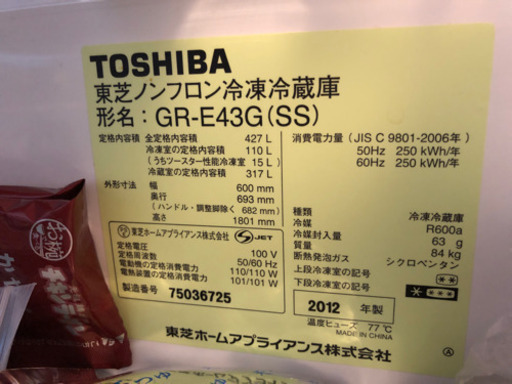 TOSHIBA
東芝ノンフロン冷凍冷蔵庫
形名：GR-E43G(SS)
定格内容積 全定格内容積 427 L
冷凍室の定格内容積 110 L
(うちツースター性能冷凍室 15 L)
冷蔵室の定格内容積 317 L
外形寸法 幅 600 mm
奥行 693 mm
(ハンドル・調整脚除く 682 mm)
高さ 1801 mm
東芝ホームアプライアンス株式会社 S JET
定格電圧 100 V
定格周波数 50/60 Hz
電動機の定格消費電力 110/110 W
電熱装置の定格消費電力 101/101 W
製造番号 75036725
消費電力量 (JIS C 9801-2006年)
50Hz 250 kWh/年
60Hz 250 kWh/年
種類 冷凍冷蔵庫
冷媒 R600a
冷媒封入量 63 g
質量 84 kg
断熱発泡ガス シクロペンタン
上段冷凍室の記号
下段冷凍室の記号
2012 年製
温度ヒューズ 77℃
MADE IN CHINA
東芝ホームアプライアンス株式会社
A
お椀